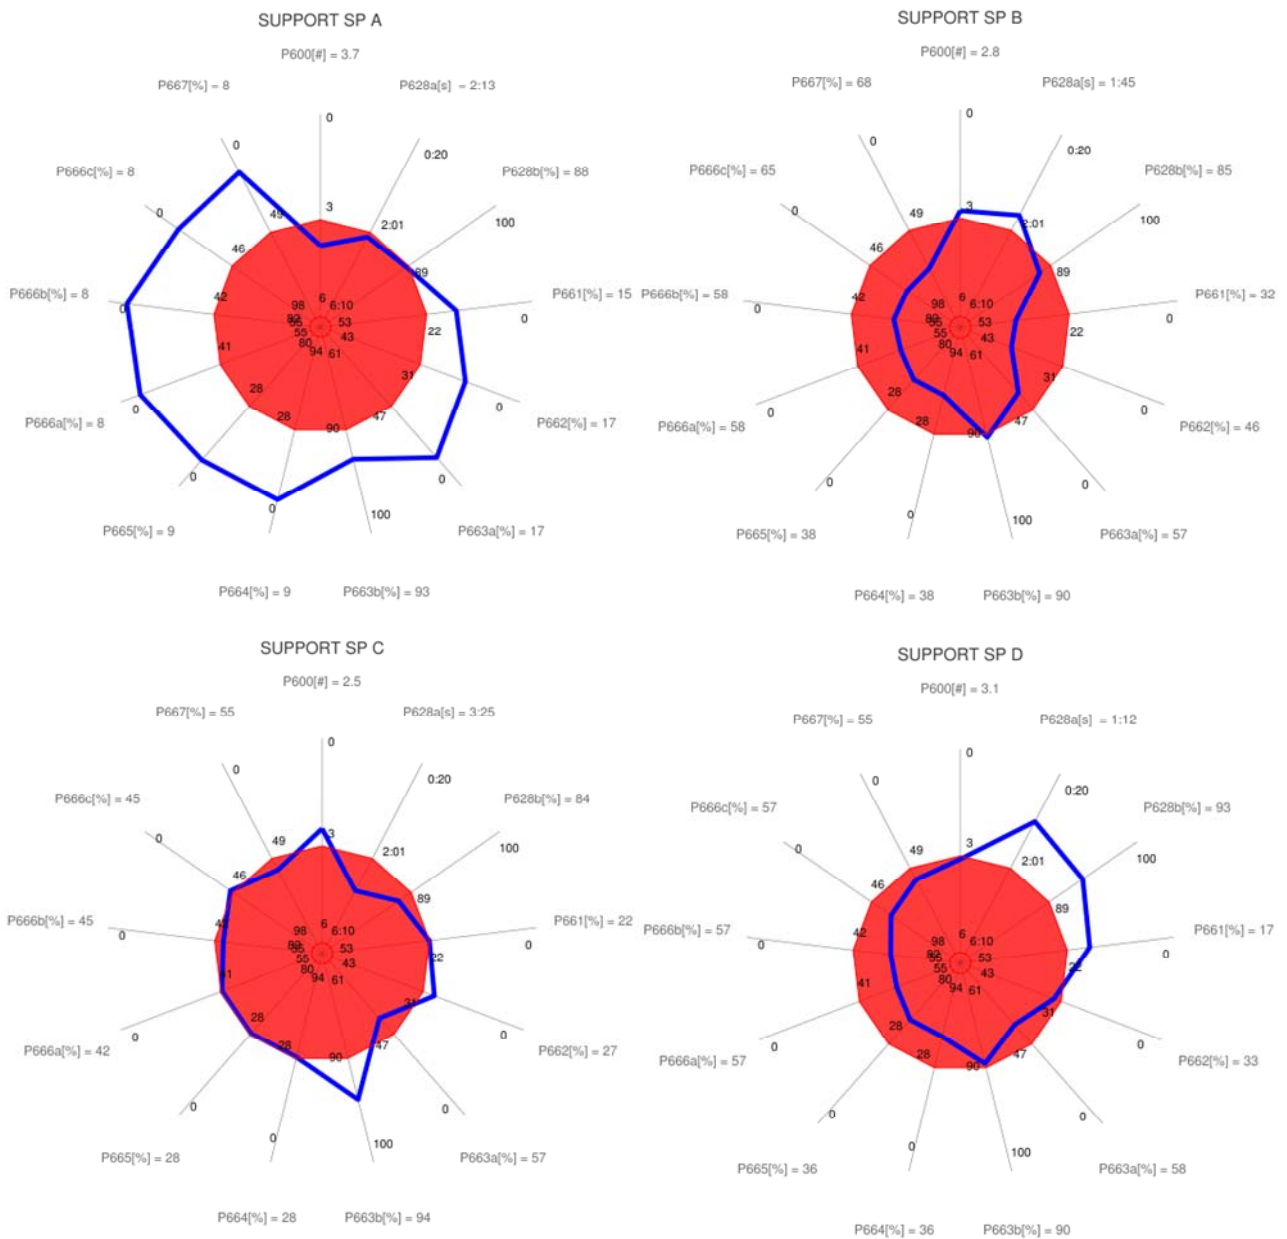 SUPPORT SP A
P600[#] = 3.7
P667[%] = 8
P628a[s] = 2:13
0
0
0:20
P666c[%] = 8
P628b[%] = 88
0
100
49
3
2:01
46
89
P666b[%] = 8
P661[%] = 15
0
0
42
22
98
6
6:10
53
55
55
43
80
94
61
41
31
P666a[%] = 8
P662[%] = 17
0
0
28
47
28
90
0
0
0
100
P665[%] = 9
P663a[%] = 17
P664[%] = 9
P663b[%] = 93
SUPPORT SP B
P600[#] = 2.8
P667[%] = 68
P628a[s] = 1:45
0
0
0:20
P666c[%] = 65
P628b[%] = 85
0
100
49
3
2:01
46
89
P666b[%] = 58
P661[%] = 32
0
0
42
22
98
6
6:10
53
55
55
43
80
94
61
41
31
P666a[%] = 58
P662[%] = 46
0
0
28
47
28
90
0
0
0
100
P665[%] = 38
P663a[%] = 57
P664[%] = 38
P663b[%] = 90
SUPPORT SP C
P600[#] = 2.5
P667[%] = 55
P628a[s] = 3:25
0
0
0:20
P666c[%] = 45
P628b[%] = 84
0
100
49
3
2:01
46
89
P666b[%] = 45
P661[%] = 22
0
0
22
98
6
6:10
53
55
55
43
80
94
61
41
31
P666a[%] = 42
P662[%] = 27
0
0
28
47
28
90
0
0
0
100
P665[%] = 28
P663a[%] = 57
P664[%] = 28
P663b[%] = 94
SUPPORT SP D
P600[#] = 3.1
P667[%] = 55
P628a[s] = 1:12
0
0
0:20
P666c[%] = 57
P628b[%] = 93
0
100
49
3
2:01
46
89
P666b[%] = 57
P661[%] = 17
0
0
42
22
98
6
6:10
53
55
55
43
80
94
61
41
31
P666a[%] = 57
P662[%] = 33
0
0
28
47
28
90
0
0
0
100
P665[%] = 36
P663a[%] = 58
P664[%] = 36
P663b[%] = 90